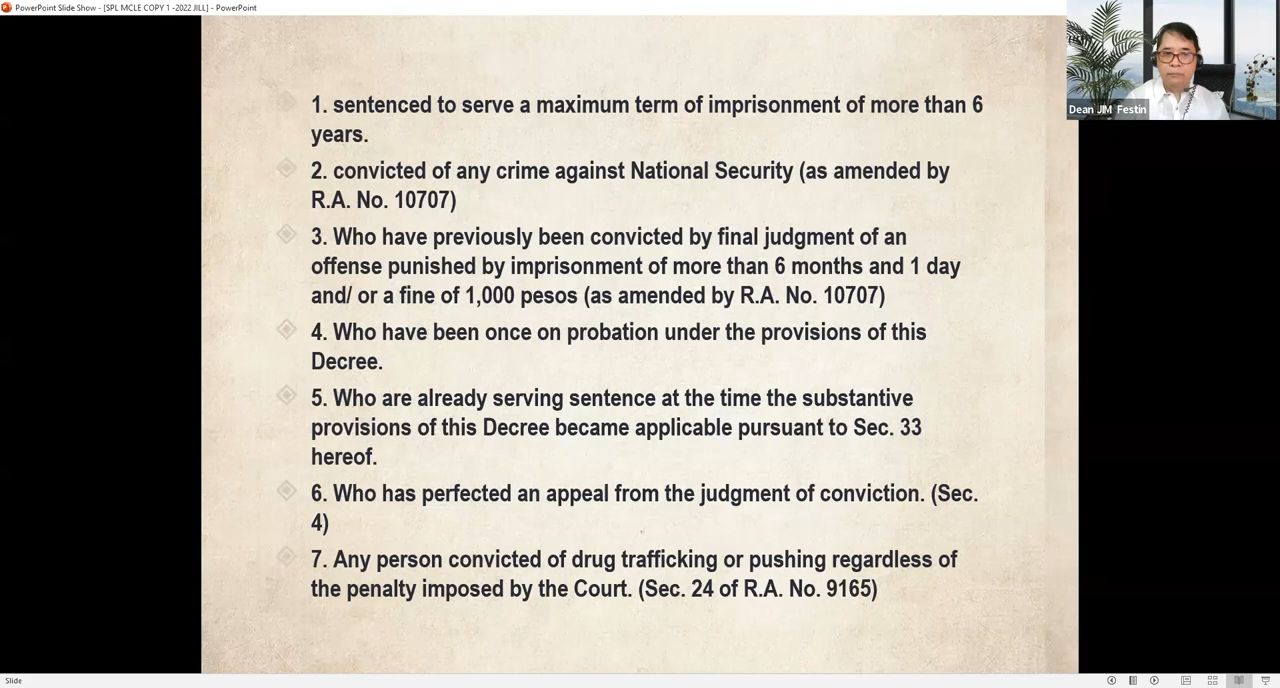 PowerPoint Slide Show - [SPL MCLE COPY 1 -2022 JILL] - PowerPoint
Dean JIM Festin
1. sentenced to serve a maximum term of imprisonment of more than 6
years.
2. convicted of any crime against National Security (as amended by
R.A. No. 10707)
3. Who have previously been convicted by final judgment of an
offense punished by imprisonment of more than 6 months and 1 day
and/ or a fine of 1,000 pesos (as amended by R.A. No. 10707)
4. Who have been once on probation under the provisions of this
Decree.
5. Who are already serving sentence at the time the substantive
provisions of this Decree became applicable pursuant to Sec. 33
hereof.
6. Who has perfected an appeal from the judgment of conviction. (Sec.
4)
7. Any person convicted of drug trafficking or pushing regardless of
the penalty imposed by the Court. (Sec. 24 of R.A. No. 9165)
Slide